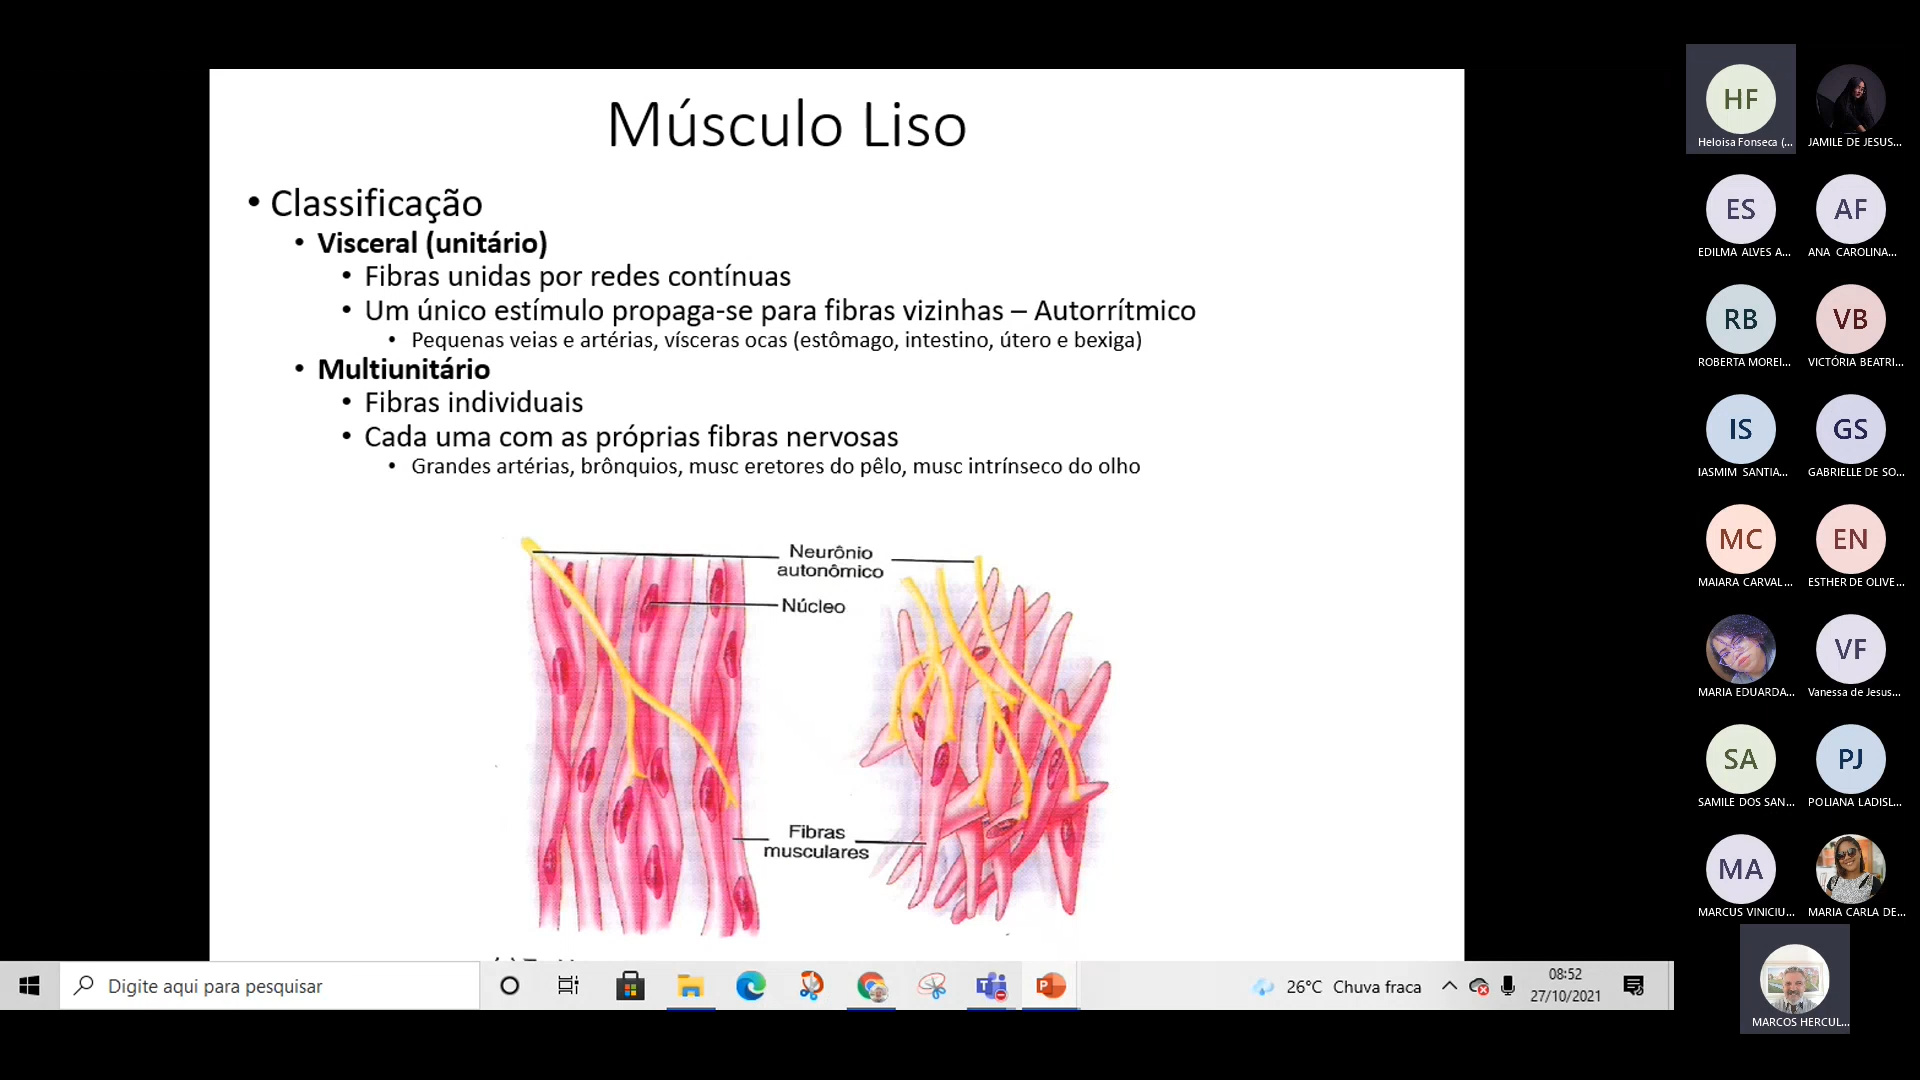 Músculo Liso
• Classificação
• Visceral (unitário)
• Fibras unidas por redes contínuas
• Um único estímulo propaga-se para fibras vizinhas – Autorrítmico
• Pequenas veias e artérias, vísceras ocas (estômago, intestino, útero e bexiga)
• Multiunitário
• Fibras individuais
• Cada uma com as próprias fibras nervosas
• Grandes artérias, brônquios, musc eretores do pêlo, musc intrínseco do olho
Neurônio
autonômico
Núcleo
Fibras
musculares
Digite aqui para pesquisar
26°C Chuva fraca
08:52
27/10/2021
HF
Heloisa Fonseca (...
JAMILE DE JESUS...
ES
EDILMA ALVES A...
AF
ANA CAROLINA...
RB
ROBERTA MOREI...
VB
VICTÓRIA BEATRI...
IS
IASMIM SANTIA...
GS
GABRIELLE DE SO...
MC
MAIARA CARVAL...
EN
ESTHER DE OLIVE...
MARIA EDUARDA...
VF
Vanessa de Jesus...
SA
SAMILE DOS SAN...
PJ
POLIANA LADISL...
MA
MARCUS VINICIU...
MARIA CARLA DE...
MARCOS HERCUL...